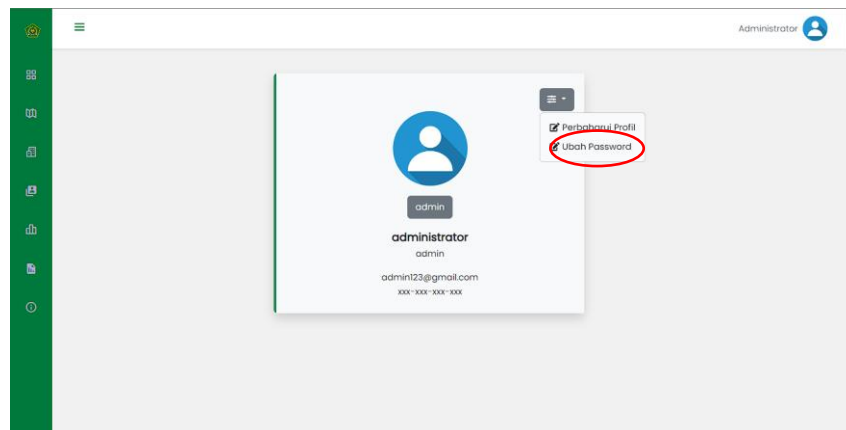 Administrator
Perbaharui Profil
Ubah Password
admin
administrator
admin
admin123@gmail.com
xxx-xxx-xxx-xxx